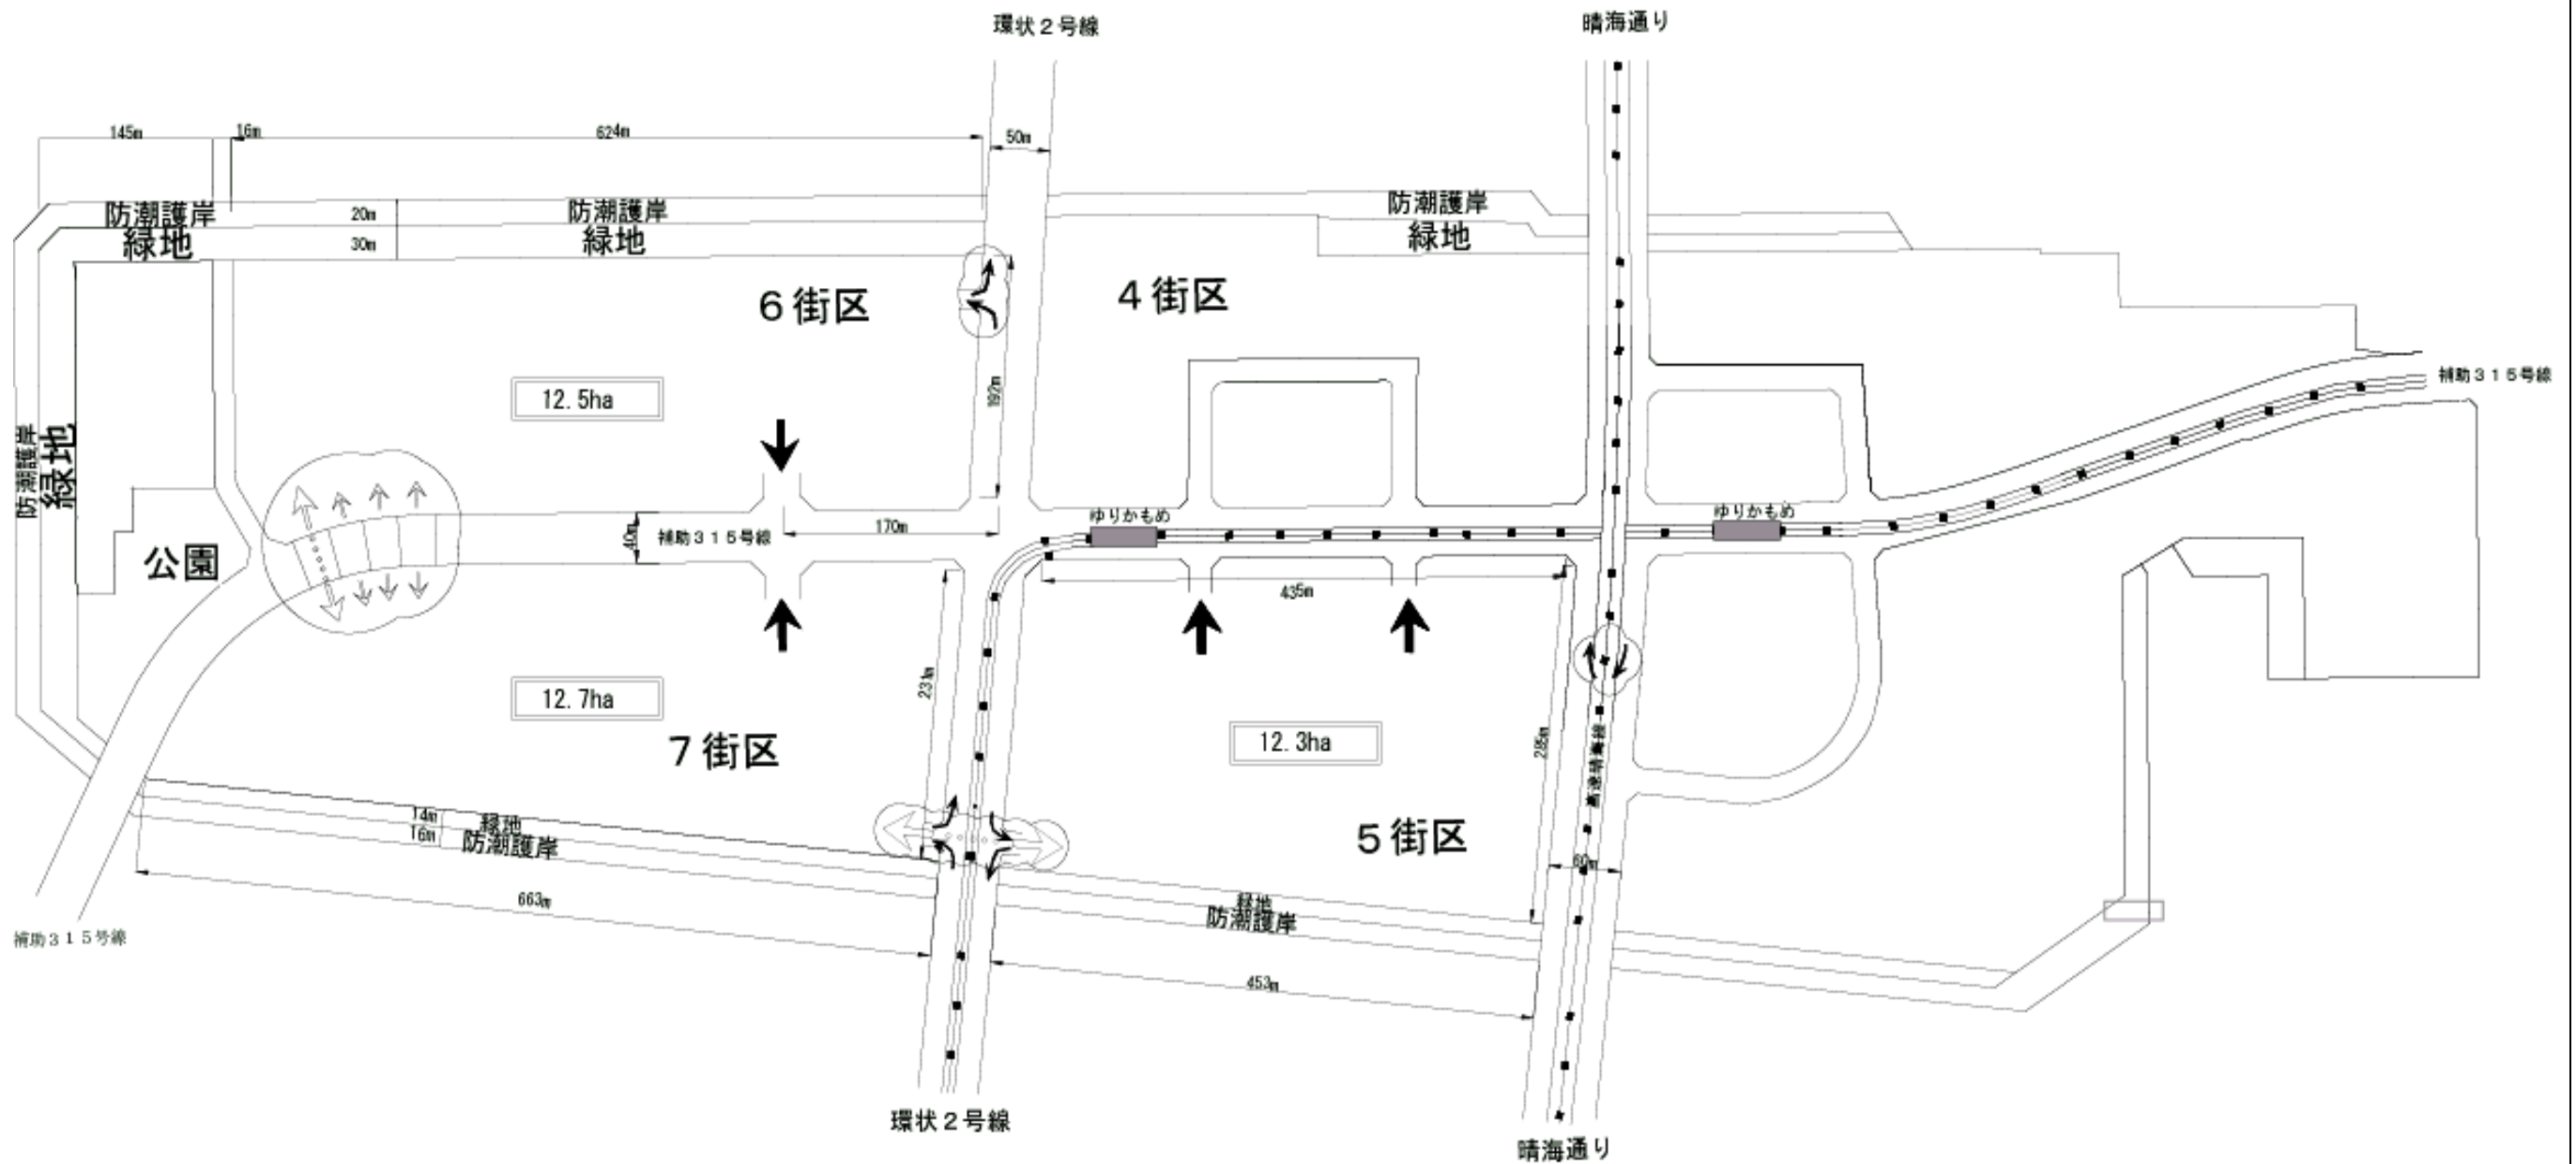 環状２号線
晴海通り
145m
16m
624m
50m
防潮護岸
20m
防潮護岸
防潮護岸
緑地
30m
緑地
緑地
６街区
４街区
12.5ha
192m
補助３１５号線
防潮護岸
緑地
ゆりかもめ
ゆりかもめ
40m
補助３１５号線
170m
公園
435m
231m
12.7ha
７街区
12.3ha
285m
高速晴海線
14m
緑地
16m
防潮護岸
５街区
60m
663m
緑地
防潮護岸
補助３１５号線
453m
環状２号線
晴海通り